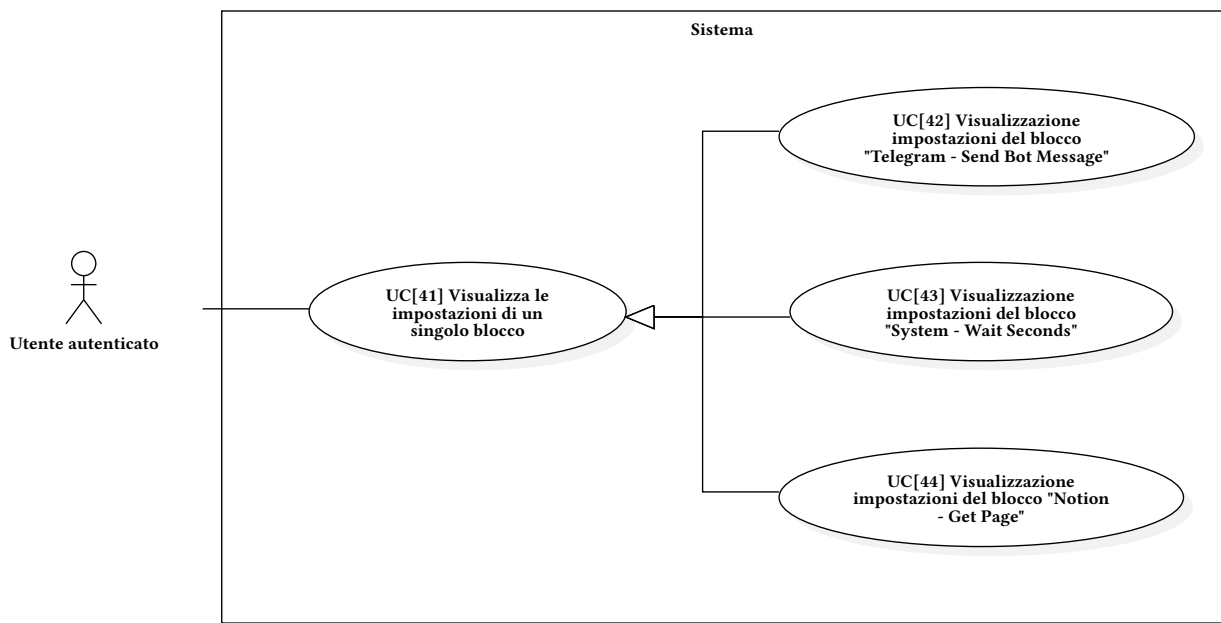 Sistema
UC[42] Visualizzazione
impostazioni del blocco
"Telegram - Send Bot Message"
UC[41] Visualizza le
impostazioni di un
singolo blocco
UC[43] Visualizzazione
impostazioni del blocco
"System - Wait Seconds"
Utente autenticato
UC[44] Visualizzazione
impostazioni del blocco "Notion
- Get Page"